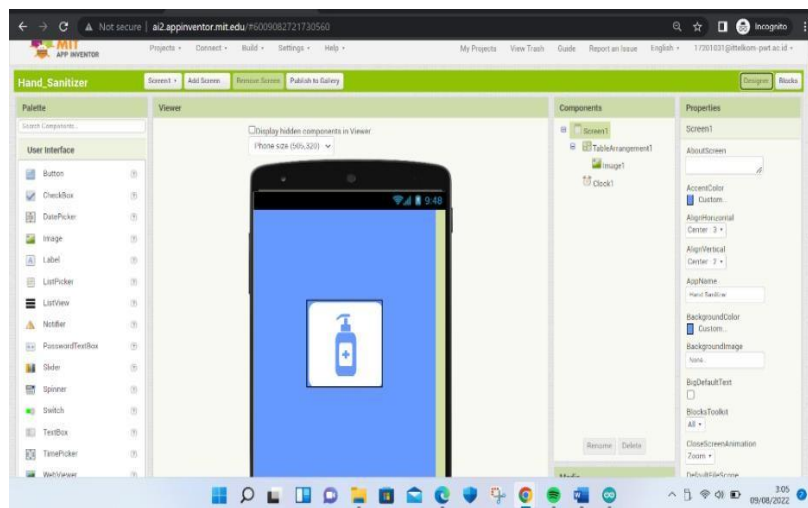 Not secure | ai2.appinventor.mit.edu/#6009082721730560
Incognito
MIT
APP INVENTOR
Projects Connect Build Settings Help My Projects View Trash Guide Report an Issue English
Hand_Sanitizer Screen1 Add Screen ... Remove Screen Publish to Gallery Designer Blocks
Palette Viewer Components Properties
Search Components...
User Interface
Button
CheckBox
DatePicker
Image
Label
ListPicker
ListView
Notifier
PasswordTextBox
Slider
Spinner
Switch
TextBox
TimePicker
WebViewer
Display hidden components in Viewer
Phone size (505,320)
9:48
Screen1
TableArrangement1
Image1
Clock1
Rename Delete
Media
Screen1
AboutScreen
AccentColor
Custom...
AlignHorizontal
Center : 3
AlignVertical
Center : 2
AppName
Hand Sanitizer
BackgroundColor
Custom...
BackgroundImage
None...
BigDefaultText
BlocksToolkit
All
CloseScreenAnimation
Zoom
DefaultFileScope
3:05
09/08/2022